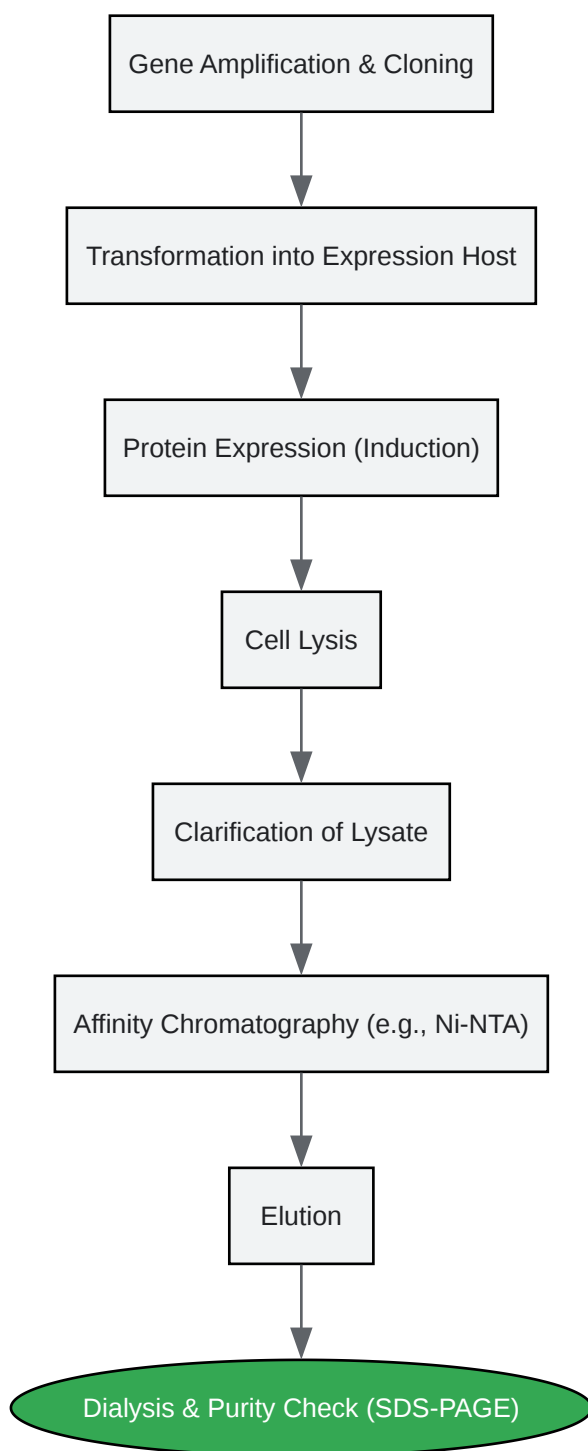 Gene Amplification & Cloning
Transformation into Expression Host
Protein Expression (Induction)
Cell Lysis
Clarification of Lysate
Affinity Chromatography (e.g., Ni-NTA)
Elution
Dialysis & Purity Check (SDS-PAGE)